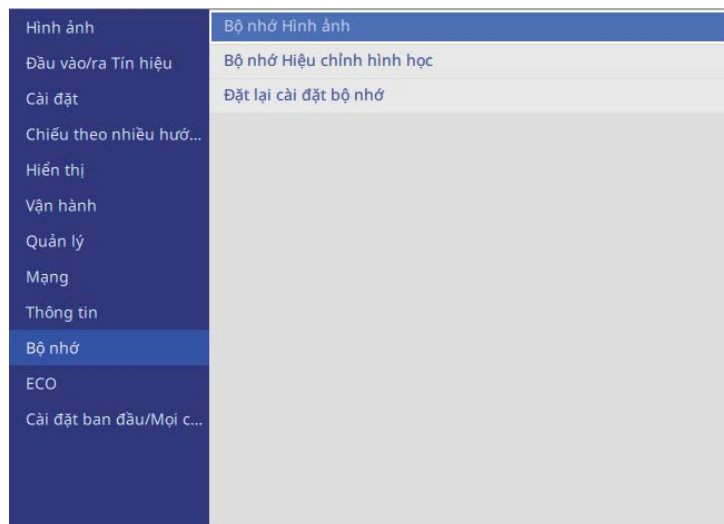 Hình ảnh
Đầu vào/ra Tín hiệu
Cài đặt
Chiếu theo nhiều hướ...
Hiển thị
Vận hành
Quản lý
Mạng
Thông tin
Bộ nhớ
ECO
Cài đặt ban đầu/Mọi c...
Bộ nhớ Hình ảnh
Bộ nhớ Hiệu chỉnh hình học
Đặt lại cài đặt bộ nhớ